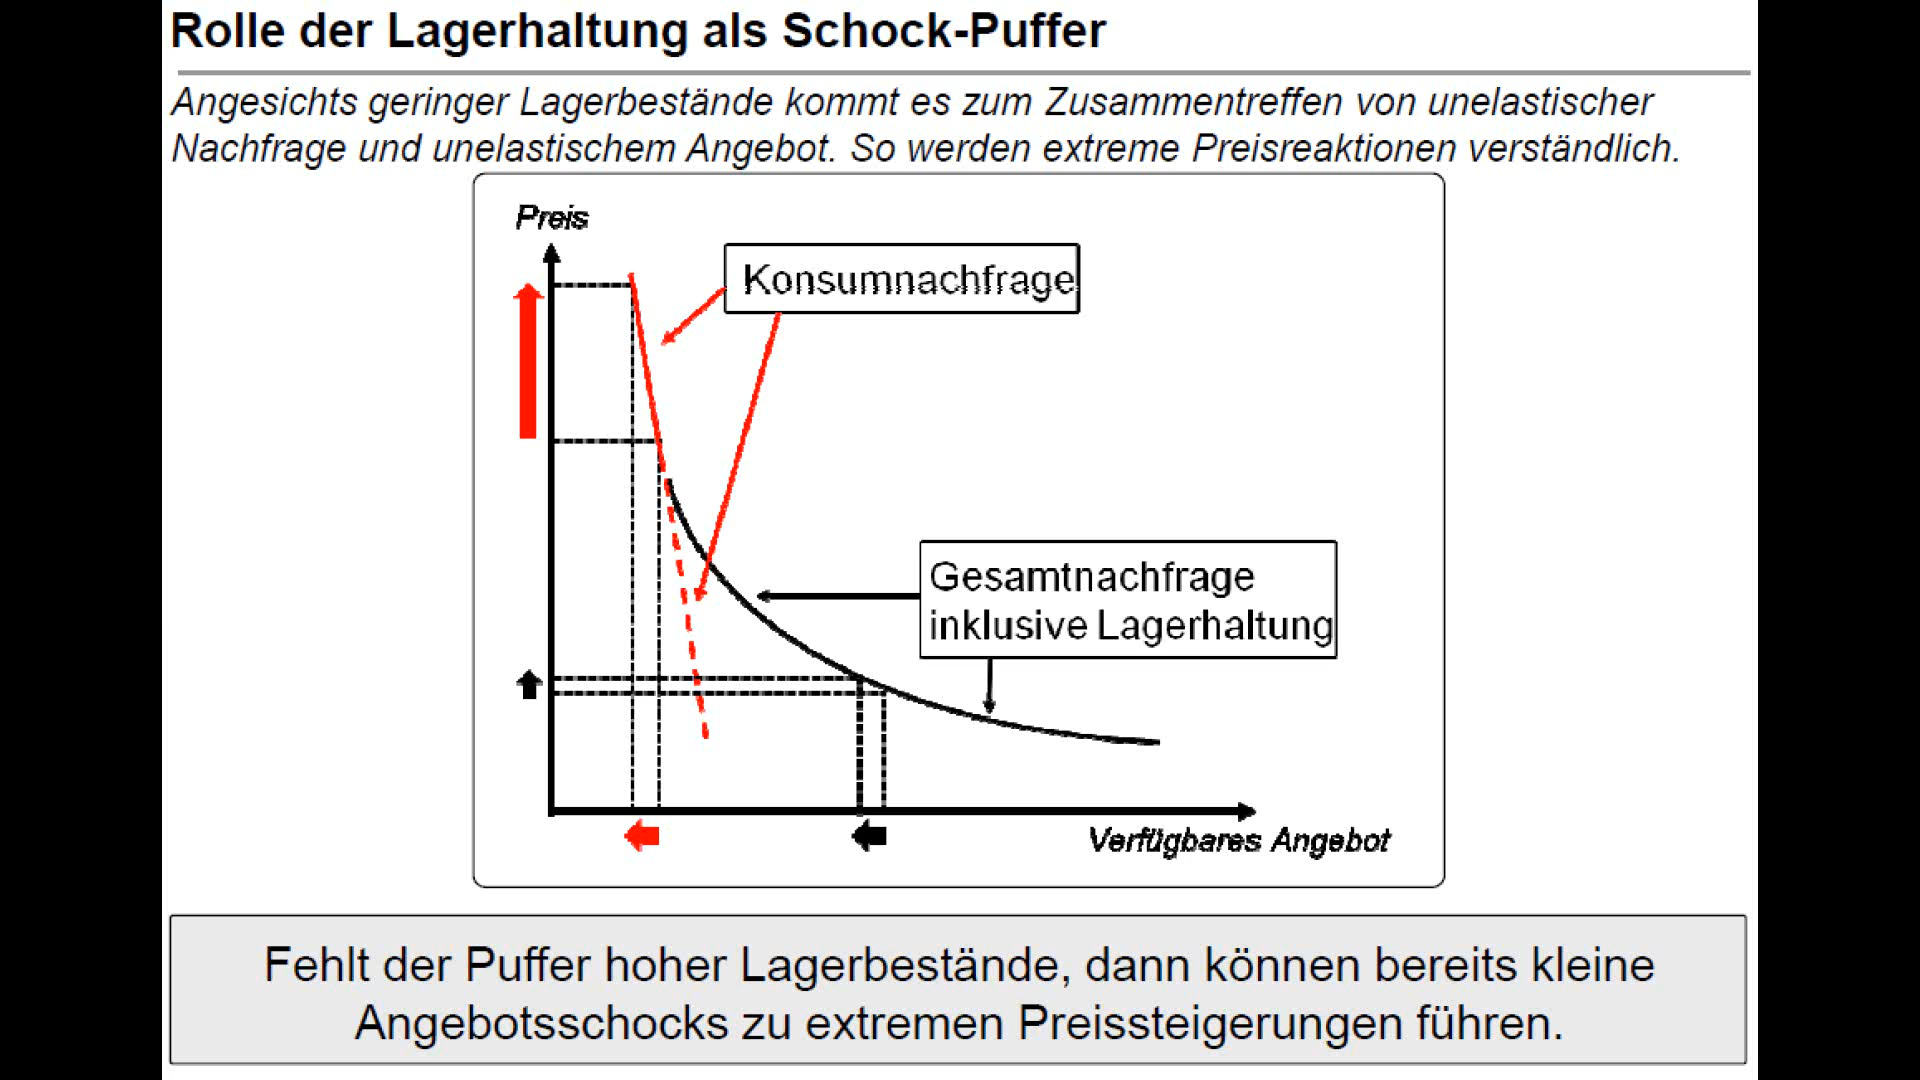 Rolle der Lagerhaltung als Schock-Puffer
Angesichts geringer Lagerbestände kommt es zum Zusammentreffen von unelastischer
Nachfrage und unelastischem Angebot. So werden extreme Preisreaktionen verständlich.
Preis
Konsumnachfrage
Gesamtnachfrage
inklusive Lagerhaltung
Verfügbares Angebot
Fehlt der Puffer hoher Lagerbestände, dann können bereits kleine
Angebotsschocks zu extremen Preissteigerungen führen.